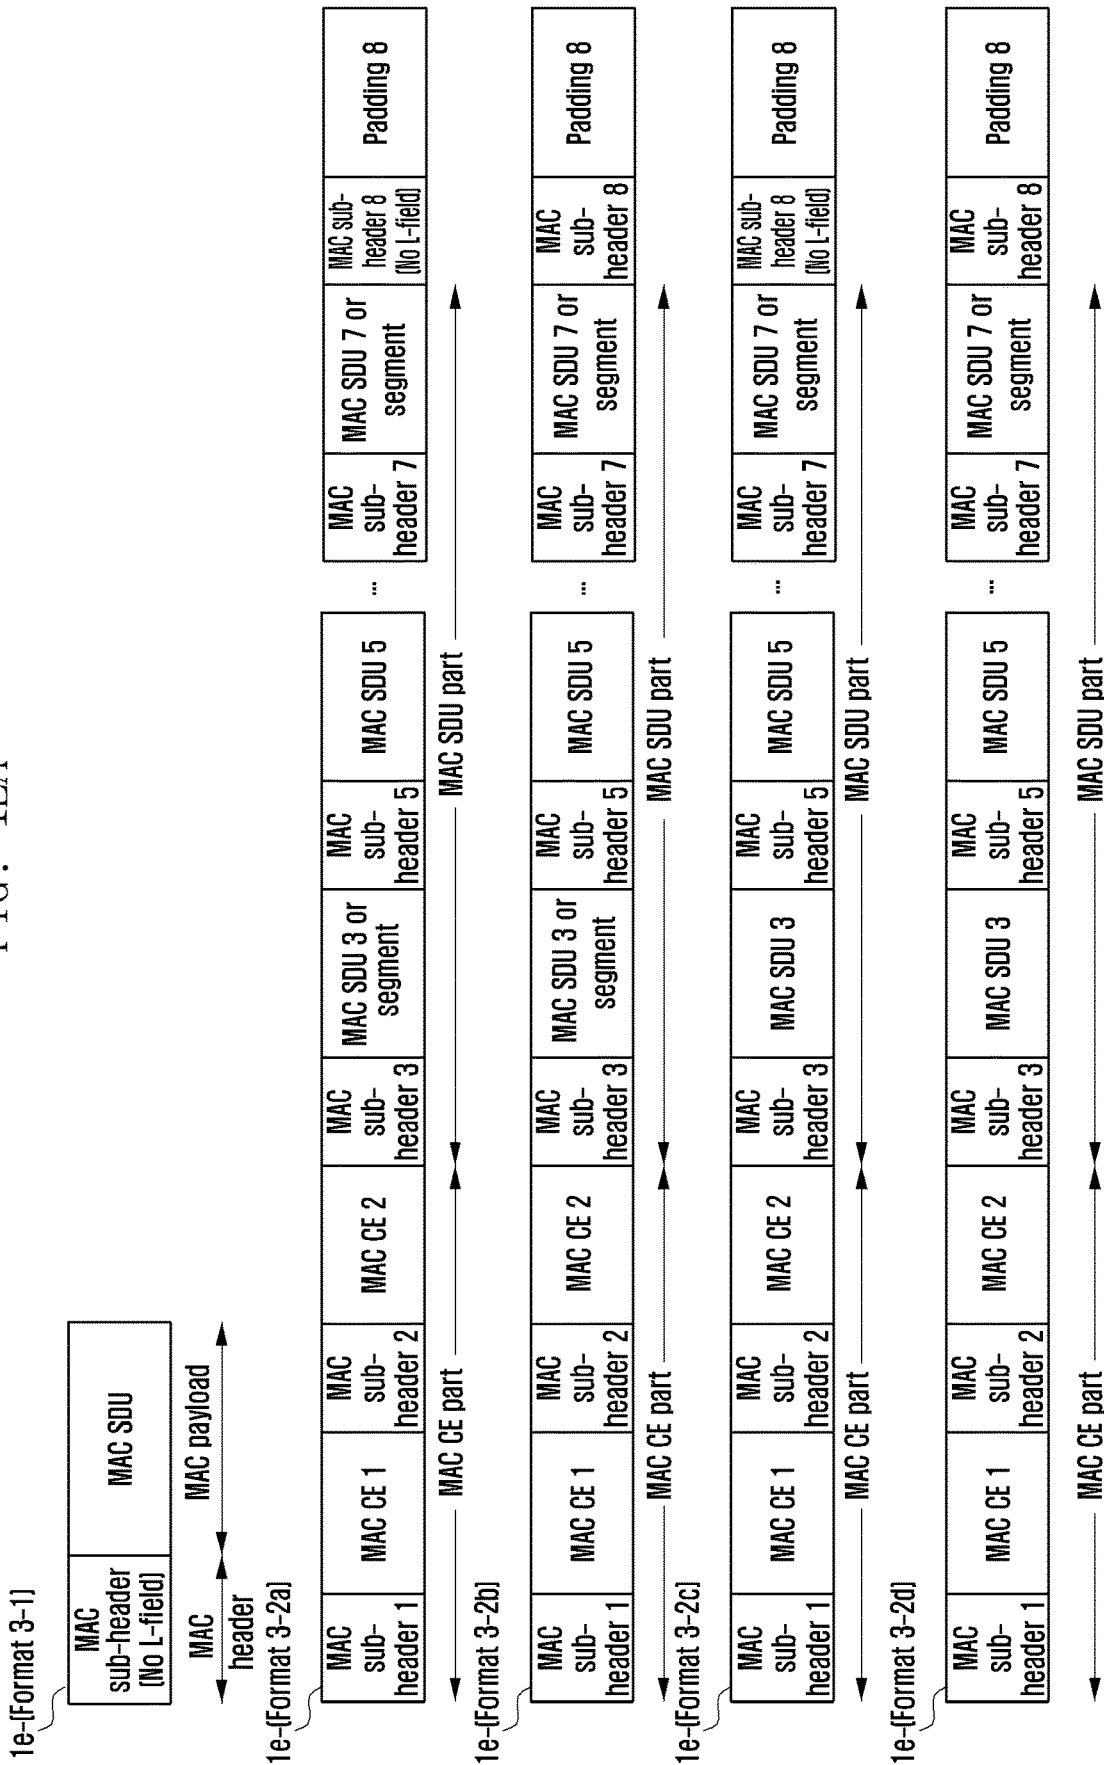 1e-(Format 3-1)
MAC
sub-header
(No L-field)
MAC SDU
MAC
header
MAC payload
1e-(Format 3-2a)
MAC
sub-
header 1
MAC CE 1
MAC
sub-
header 2
MAC CE 2
MAC
sub-
header 3
MAC SDU 3 or
segment
MAC
sub-
header 5
MAC SDU 5
...
MAC
sub-
header 7
MAC SDU 7 or
segment
MAC sub-
header 8
(No L-field)
Padding 8
MAC CE part
MAC SDU part
1e-(Format 3-2b)
MAC
sub-
header 1
MAC CE 1
MAC
sub-
header 2
MAC CE 2
MAC
sub-
header 3
MAC SDU 3 or
segment
MAC
sub-
header 5
MAC SDU 5
...
MAC
sub-
header 7
MAC SDU 7 or
segment
MAC
sub-
header 8
Padding 8
MAC CE part
MAC SDU part
1e-(Format 3-2c)
MAC
sub-
header 1
MAC CE 1
MAC
sub-
header 2
MAC CE 2
MAC
sub-
header 3
MAC SDU 3
MAC
sub-
header 5
MAC SDU 5
...
MAC
sub-
header 7
MAC SDU 7 or
segment
MAC sub-
header 8
(No L-field)
Padding 8
MAC CE part
MAC SDU part
1e-(Format 3-2d)
MAC
sub-
header 1
MAC CE 1
MAC
sub-
header 2
MAC CE 2
MAC
sub-
header 3
MAC SDU 3
MAC
sub-
header 5
MAC SDU 5
...
MAC
sub-
header 7
MAC SDU 7 or
segment
MAC
sub-
header 8
Padding 8
MAC CE part
MAC SDU part